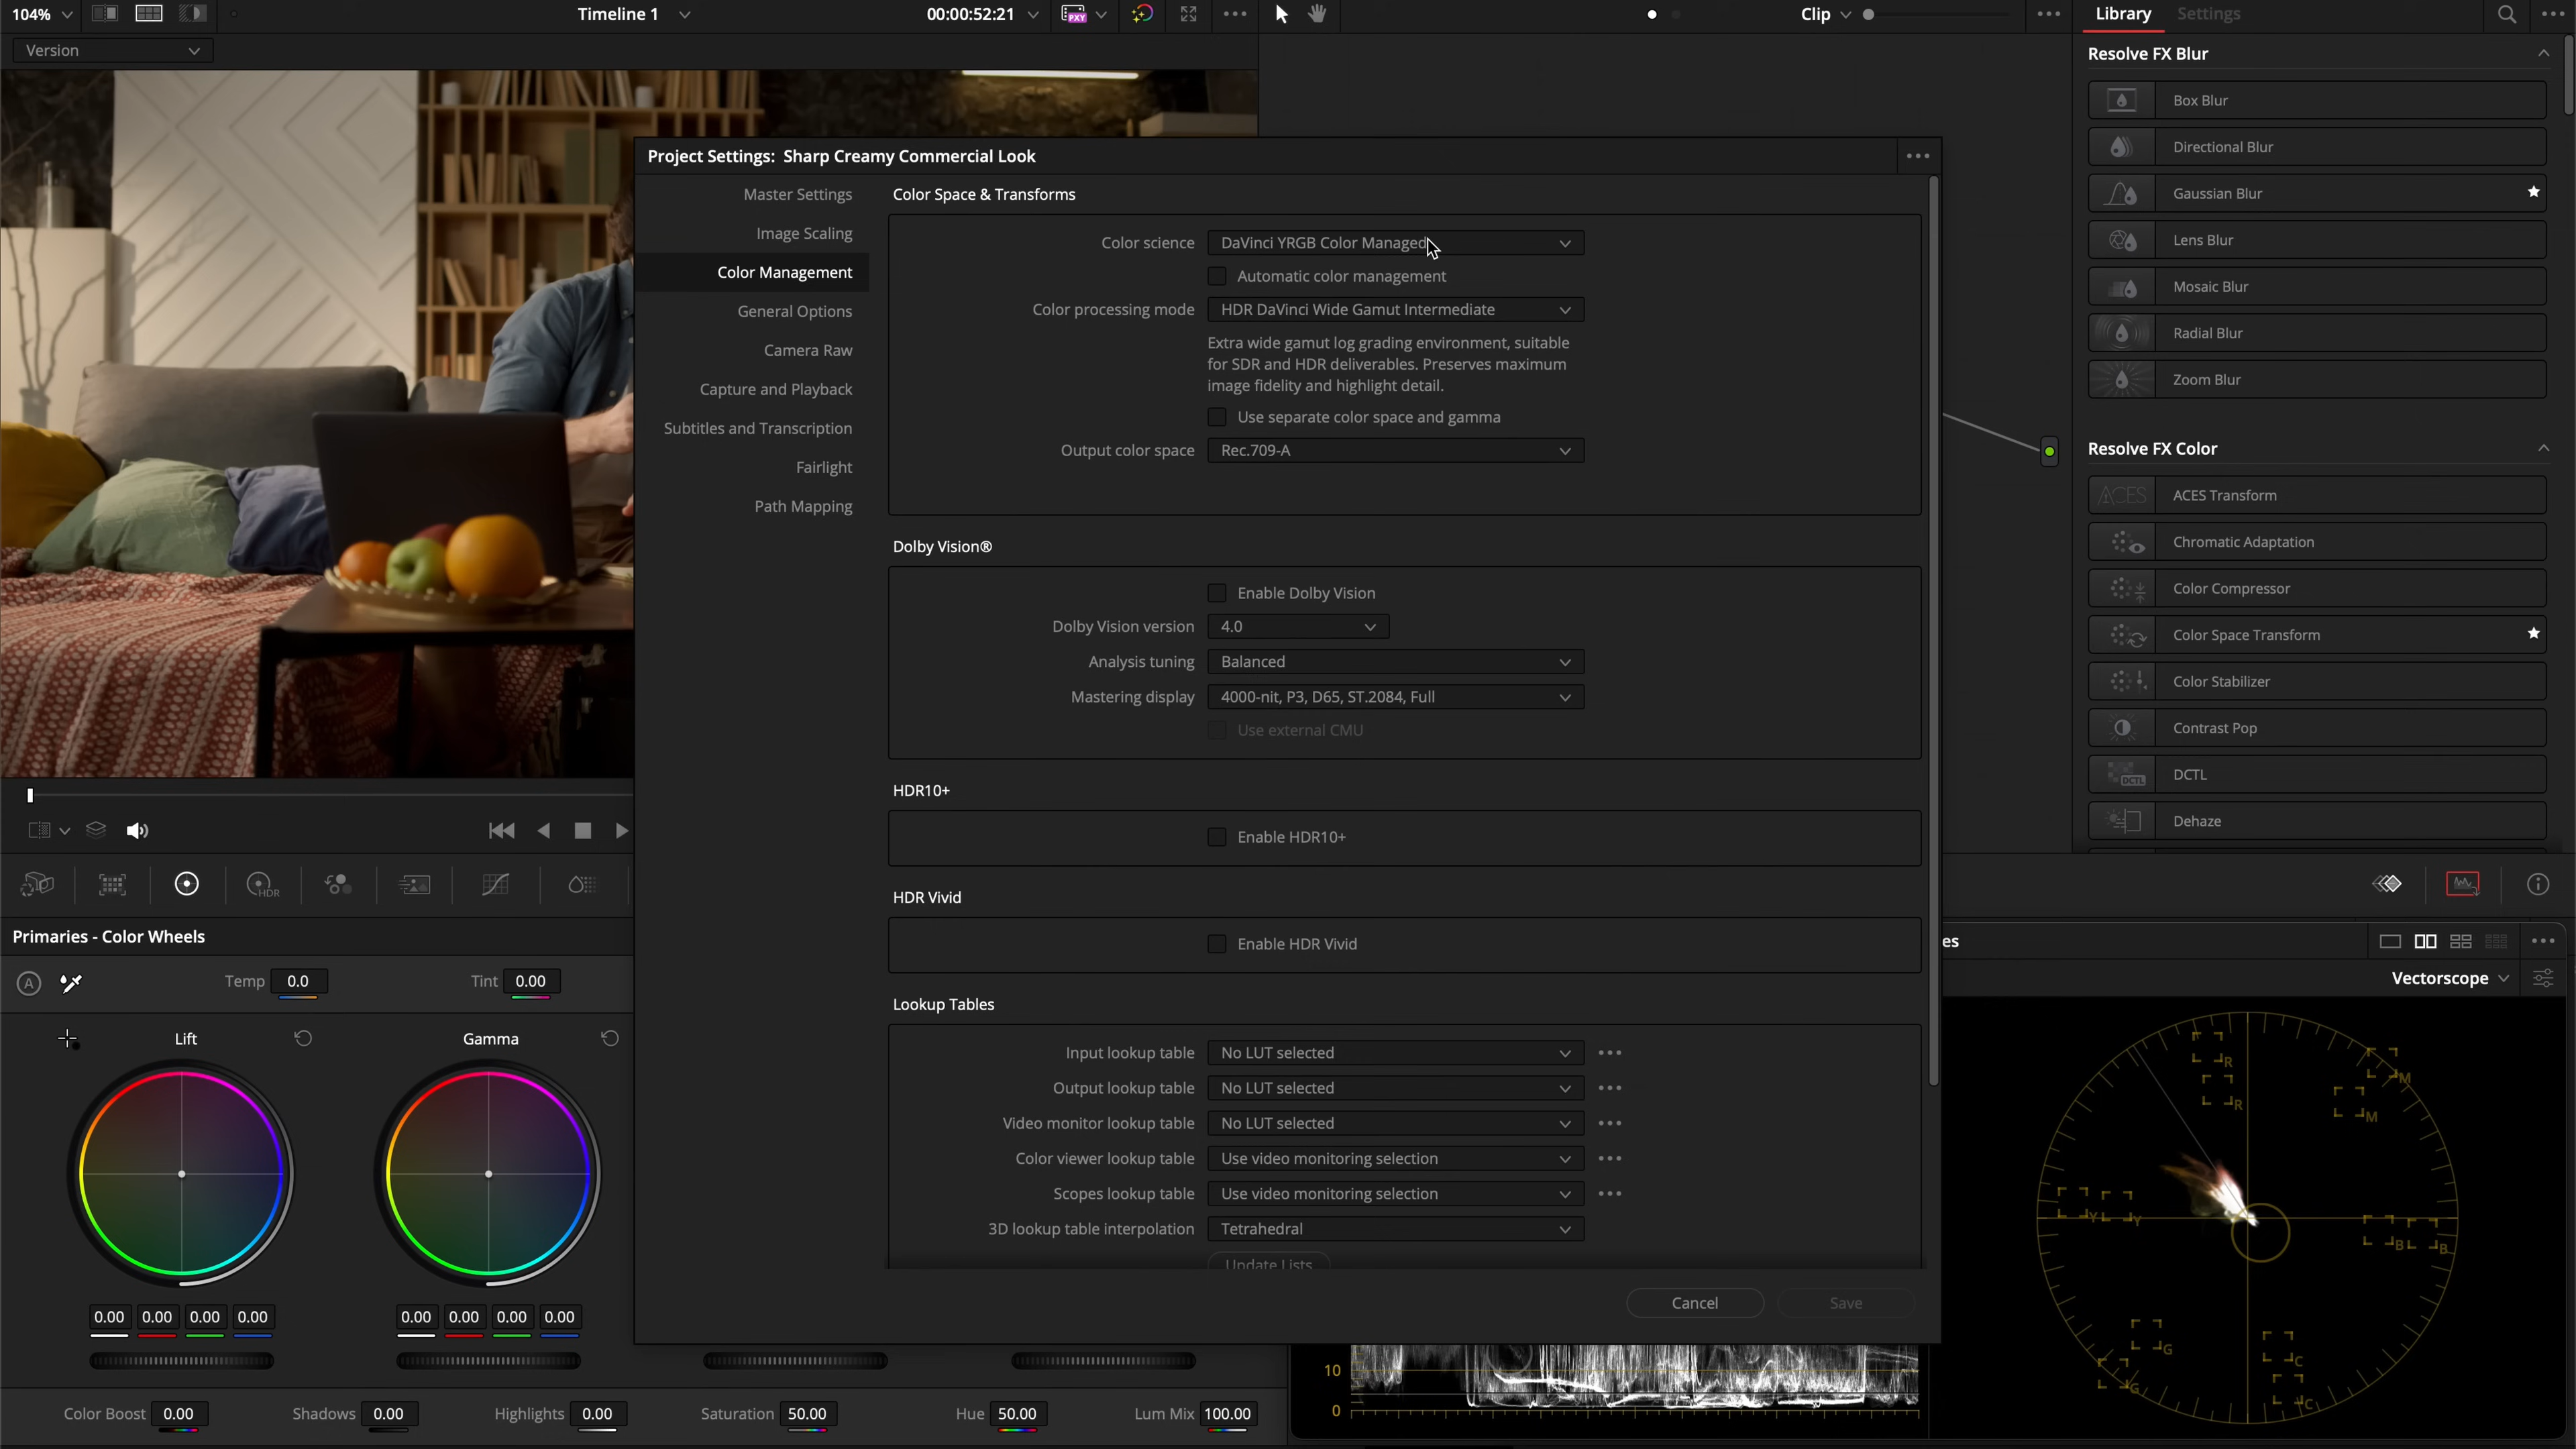 104%
Timeline 1
00:00:52:21
PXY
Clip
Library
Settings
Version
Resolve FX Blur
Box Blur
Directional Blur
Gaussian Blur
Lens Blur
Mosaic Blur
Radial Blur
Zoom Blur
Resolve FX Color
ACES
ACES Transform
Chromatic Adaptation
Color Compressor
Color Space Transform
Color Stabilizer
Contrast Pop
DCTL
DCTL
Dehaze
Project Settings: Sharp Creamy Commercial Look
Master Settings
Image Scaling
Color Management
General Options
Camera Raw
Capture and Playback
Subtitles and Transcription
Fairlight
Path Mapping
Color Space & Transforms
Color science DaVinci YRGB Color Managed
Automatic color management
Color processing mode HDR DaVinci Wide Gamut Intermediate
Extra wide gamut log grading environment, suitable
for SDR and HDR deliverables. Preserves maximum
image fidelity and highlight detail.
Use separate color space and gamma
Output color space Rec.709-A
Dolby Vision®
Enable Dolby Vision
Dolby Vision version 4.0
Analysis tuning Balanced
Mastering display 4000-nit, P3, D65, ST.2084, Full
Use external CMU
HDR10+
Enable HDR10+
HDR Vivid
Enable HDR Vivid
Lookup Tables
Input lookup table No LUT selected
Output lookup table No LUT selected
Video monitor lookup table No LUT selected
Color viewer lookup table Use video monitoring selection
Scopes lookup table Use video monitoring selection
3D lookup table interpolation Tetrahedral
Update Lists
Cancel
Save
HDR
Primaries - Color Wheels
A
Temp 0.0
Tint 0.00
Lift
Gamma
0.00 0.00 0.00 0.00
0.00 0.00 0.00 0.00
Color Boost 0.00
Shadows 0.00
Highlights 0.00
Saturation 50.00
Hue 50.00
Lum Mix 100.00
es
Vectorscope
R
R
M
M
Y
Y
B
B
G
G
C
C
10
0